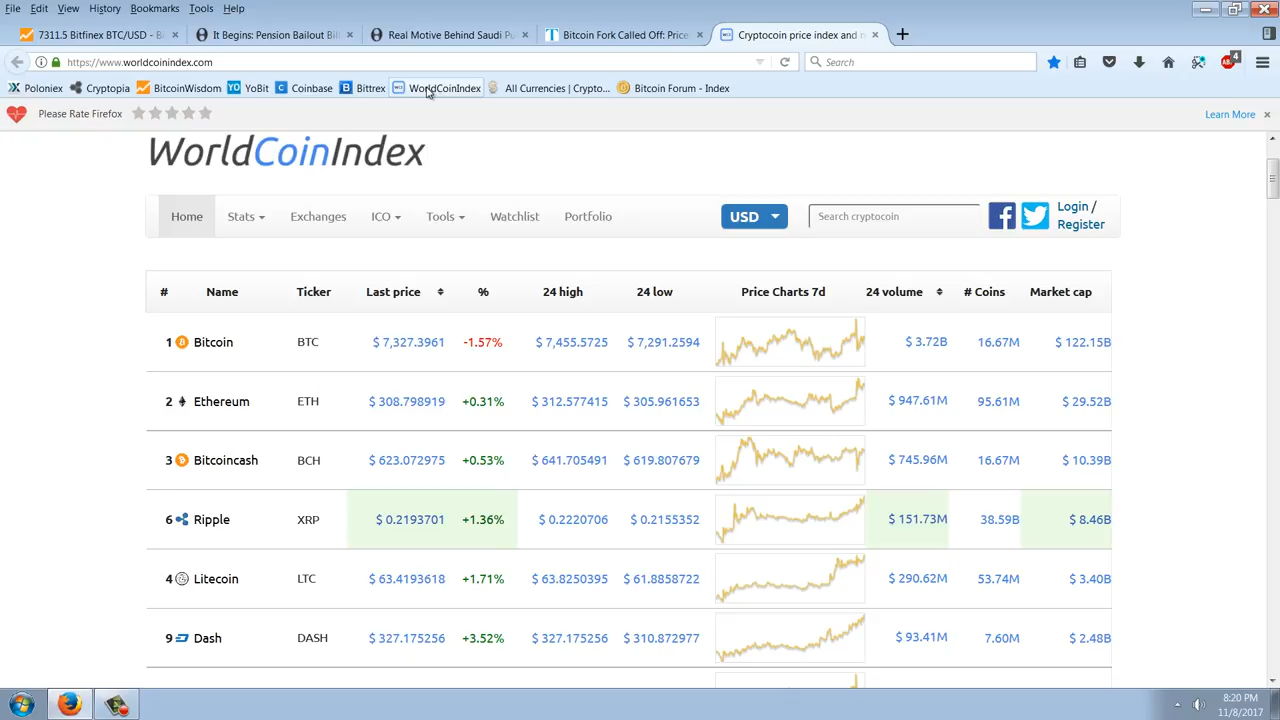 File Edit View History Bookmarks Tools Help
7311.5 Bitfinex BTC/USD - Bi × It Begins: Pension Bailout Bill × Real Motive Behind Saudi Pu × Bitcoin Fork Called Off: Price × Cryptocoin price index and m ×
https://www.worldcoinindex.com Search 4
Poloniex Cryptopia BitcoinWisdom YoBit Coinbase Bittrex WorldCoinIndex All Currencies | Crypto... Bitcoin Forum - Index
Please Rate Firefox Learn More ×
WorldCoinIndex
Home Stats Exchanges ICO Tools Watchlist Portfolio USD Search cryptocoin Login /
Register
# Name Ticker Last price % 24 high 24 low Price Charts 7d 24 volume # Coins Market cap
1 Bitcoin BTC $ 7,327.3961 -1.57% $ 7,455.5725 $ 7,291.2594 $ 3.72B 16.67M $ 122.15B
2 Ethereum ETH $ 308.798919 +0.31% $ 312.577415 $ 305.961653 $ 947.61M 95.61M $ 29.52B
3 Bitcoincash BCH $ 623.072975 +0.53% $ 641.705491 $ 619.807679 $ 745.96M 16.67M $ 10.39B
6 Ripple XRP $ 0.2193701 +1.36% $ 0.2220706 $ 0.2155352 $ 151.73M 38.59B $ 8.46B
4 Litecoin LTC $ 63.4193618 +1.71% $ 63.8250395 $ 61.8858722 $ 290.62M 53.74M $ 3.40B
9 Dash DASH $ 327.175256 +3.52% $ 327.175256 $ 310.872977 $ 93.41M 7.60M $ 2.48B
8:20 PM
11/8/2017